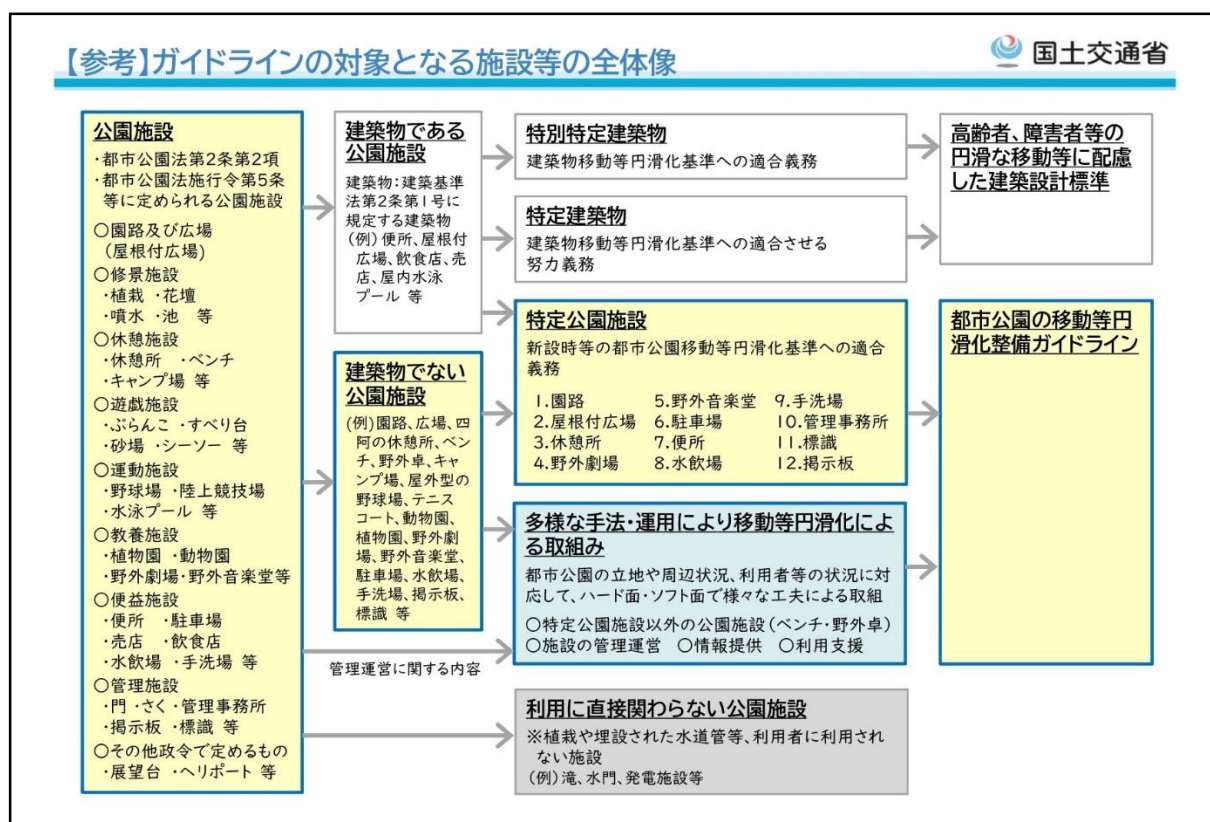 【参考】ガイドラインの対象となる施設等の全体像
国土交通省
公園施設
・都市公園法第2条第2項
・都市公園法施行令第5条
等に定められる公園施設
○園路及び広場
(屋根付広場)
○修景施設
・植栽 ・花壇
・噴水 ・池 等
○休憩施設
・休憩所 ・ベンチ
・キャンプ場 等
○遊戯施設
・ぶらんこ ・すべり台
・砂場 ・シーソー 等
○運動施設
・野球場 ・陸上競技場
・水泳プール 等
○教養施設
・植物園 ・動物園
・野外劇場・野外音楽堂等
○便益施設
・便所 ・駐車場
・売店 ・飲食店
・水飲場 ・手洗場 等
○管理施設
・門 ・さく ・管理事務所
・掲示板 ・標識 等
○その他政令で定めるもの
・展望台 ・ヘリポート 等
建築物である
公園施設
建築物:建築基準
法第2条第1号に
規定する建築物
(例)便所、屋根付
広場、飲食店、売
店、屋内水泳
プール 等
建築物でない
公園施設
(例)園路、広場、四
阿の休憩所、ベン
チ、野外卓、キャ
ンプ場、屋外型の
野球場、テニス
コート、動物園、
植物園、野外劇
場、野外音楽堂、
駐車場、水飲場、
手洗場、掲示板、
標識 等
管理運営に関する内容
特別特定建築物
建築物移動等円滑化基準への適合義務
特定建築物
建築物移動等円滑化基準への適合させる
努力義務
特定公園施設
新設時等の都市公園移動等円滑化基準への適合
義務
1.園路 5.野外音楽堂 9.手洗場
2.屋根付広場 6.駐車場 10.管理事務所
3.休憩所 7.便所 11.標識
4.野外劇場 8.水飲場 12.掲示板
多様な手法・運用により移動等円滑化によ
る取組み
都市公園の立地や周辺状況、利用者等の状況に対
応して、ハード面・ソフト面で様々な工夫による取組
○特定公園施設以外の公園施設(ベンチ・野外卓)
○施設の管理運営 ○情報提供 ○利用支援
利用に直接関わらない公園施設
※植栽や埋設された水道管等、利用者に利用され
ない施設
(例)滝、水門、発電施設等
高齢者、障害者等の
円滑な移動等に配慮
した建築設計標準
都市公園の移動等円
滑化整備ガイドライン